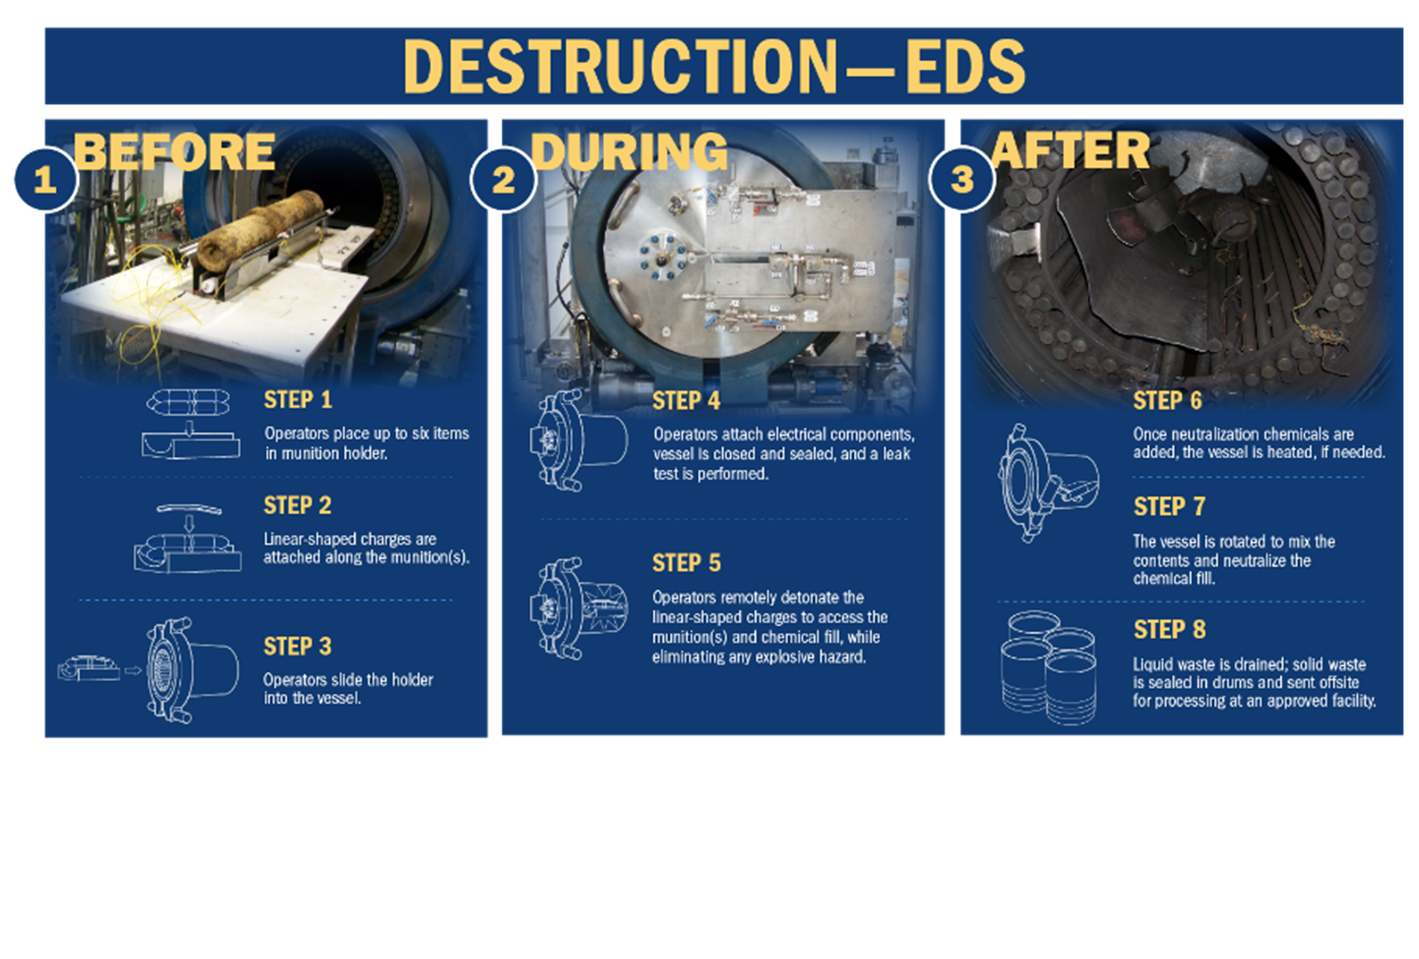 DESTRUCTION—EDS
1
BEFORE
STEP 1
Operators place up to six items
in munition holder.
STEP 2
Linear-shaped charges are
attached along the munition(s).
STEP 3
Operators slide the holder
into the vessel.
2
DURING
STEP 4
Operators attach electrical components,
vessel is closed and sealed, and a leak
test is performed.
STEP 5
Operators remotely detonate the
linear-shaped charges to access the
munition(s) and chemical fill, while
eliminating any explosive hazard.
3
AFTER
STEP 6
Once neutralization chemicals are
added, the vessel is heated, if needed.
STEP 7
The vessel is rotated to mix the
contents and neutralize the
chemical fill.
STEP 8
Liquid waste is drained; solid waste
is sealed in drums and sent offsite
for processing at an approved facility.